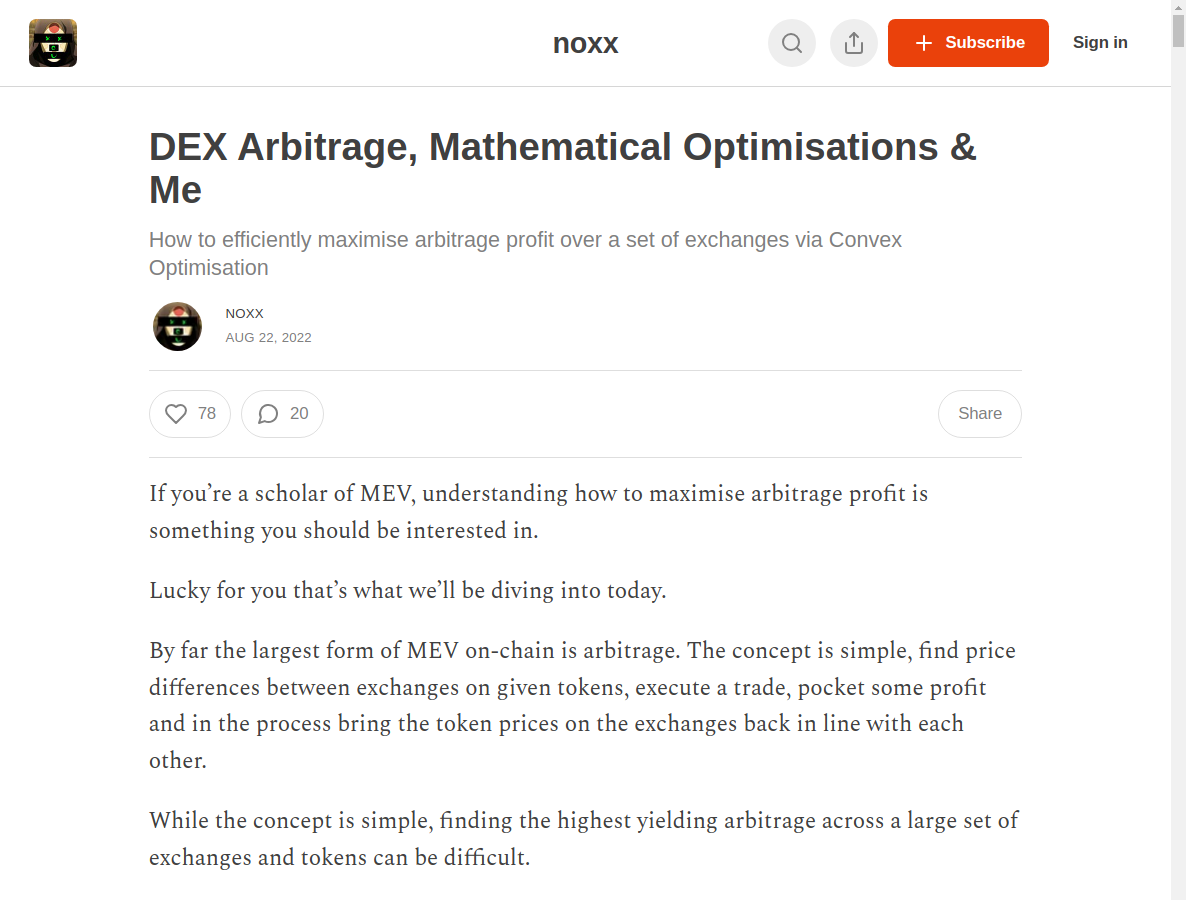 noxx
Subscribe
Sign in
DEX Arbitrage, Mathematical Optimisations &
Me
How to efficiently maximise arbitrage profit over a set of exchanges via Convex
Optimisation
NOXX
AUG 22, 2022
78
20
Share
If you’re a scholar of MEV, understanding how to maximise arbitrage profit is
something you should be interested in.
Lucky for you that’s what we’ll be diving into today.
By far the largest form of MEV on-chain is arbitrage. The concept is simple, find price
differences between exchanges on given tokens, execute a trade, pocket some profit
and in the process bring the token prices on the exchanges back in line with each
other.
While the concept is simple, finding the highest yielding arbitrage across a large set of
exchanges and tokens can be difficult.